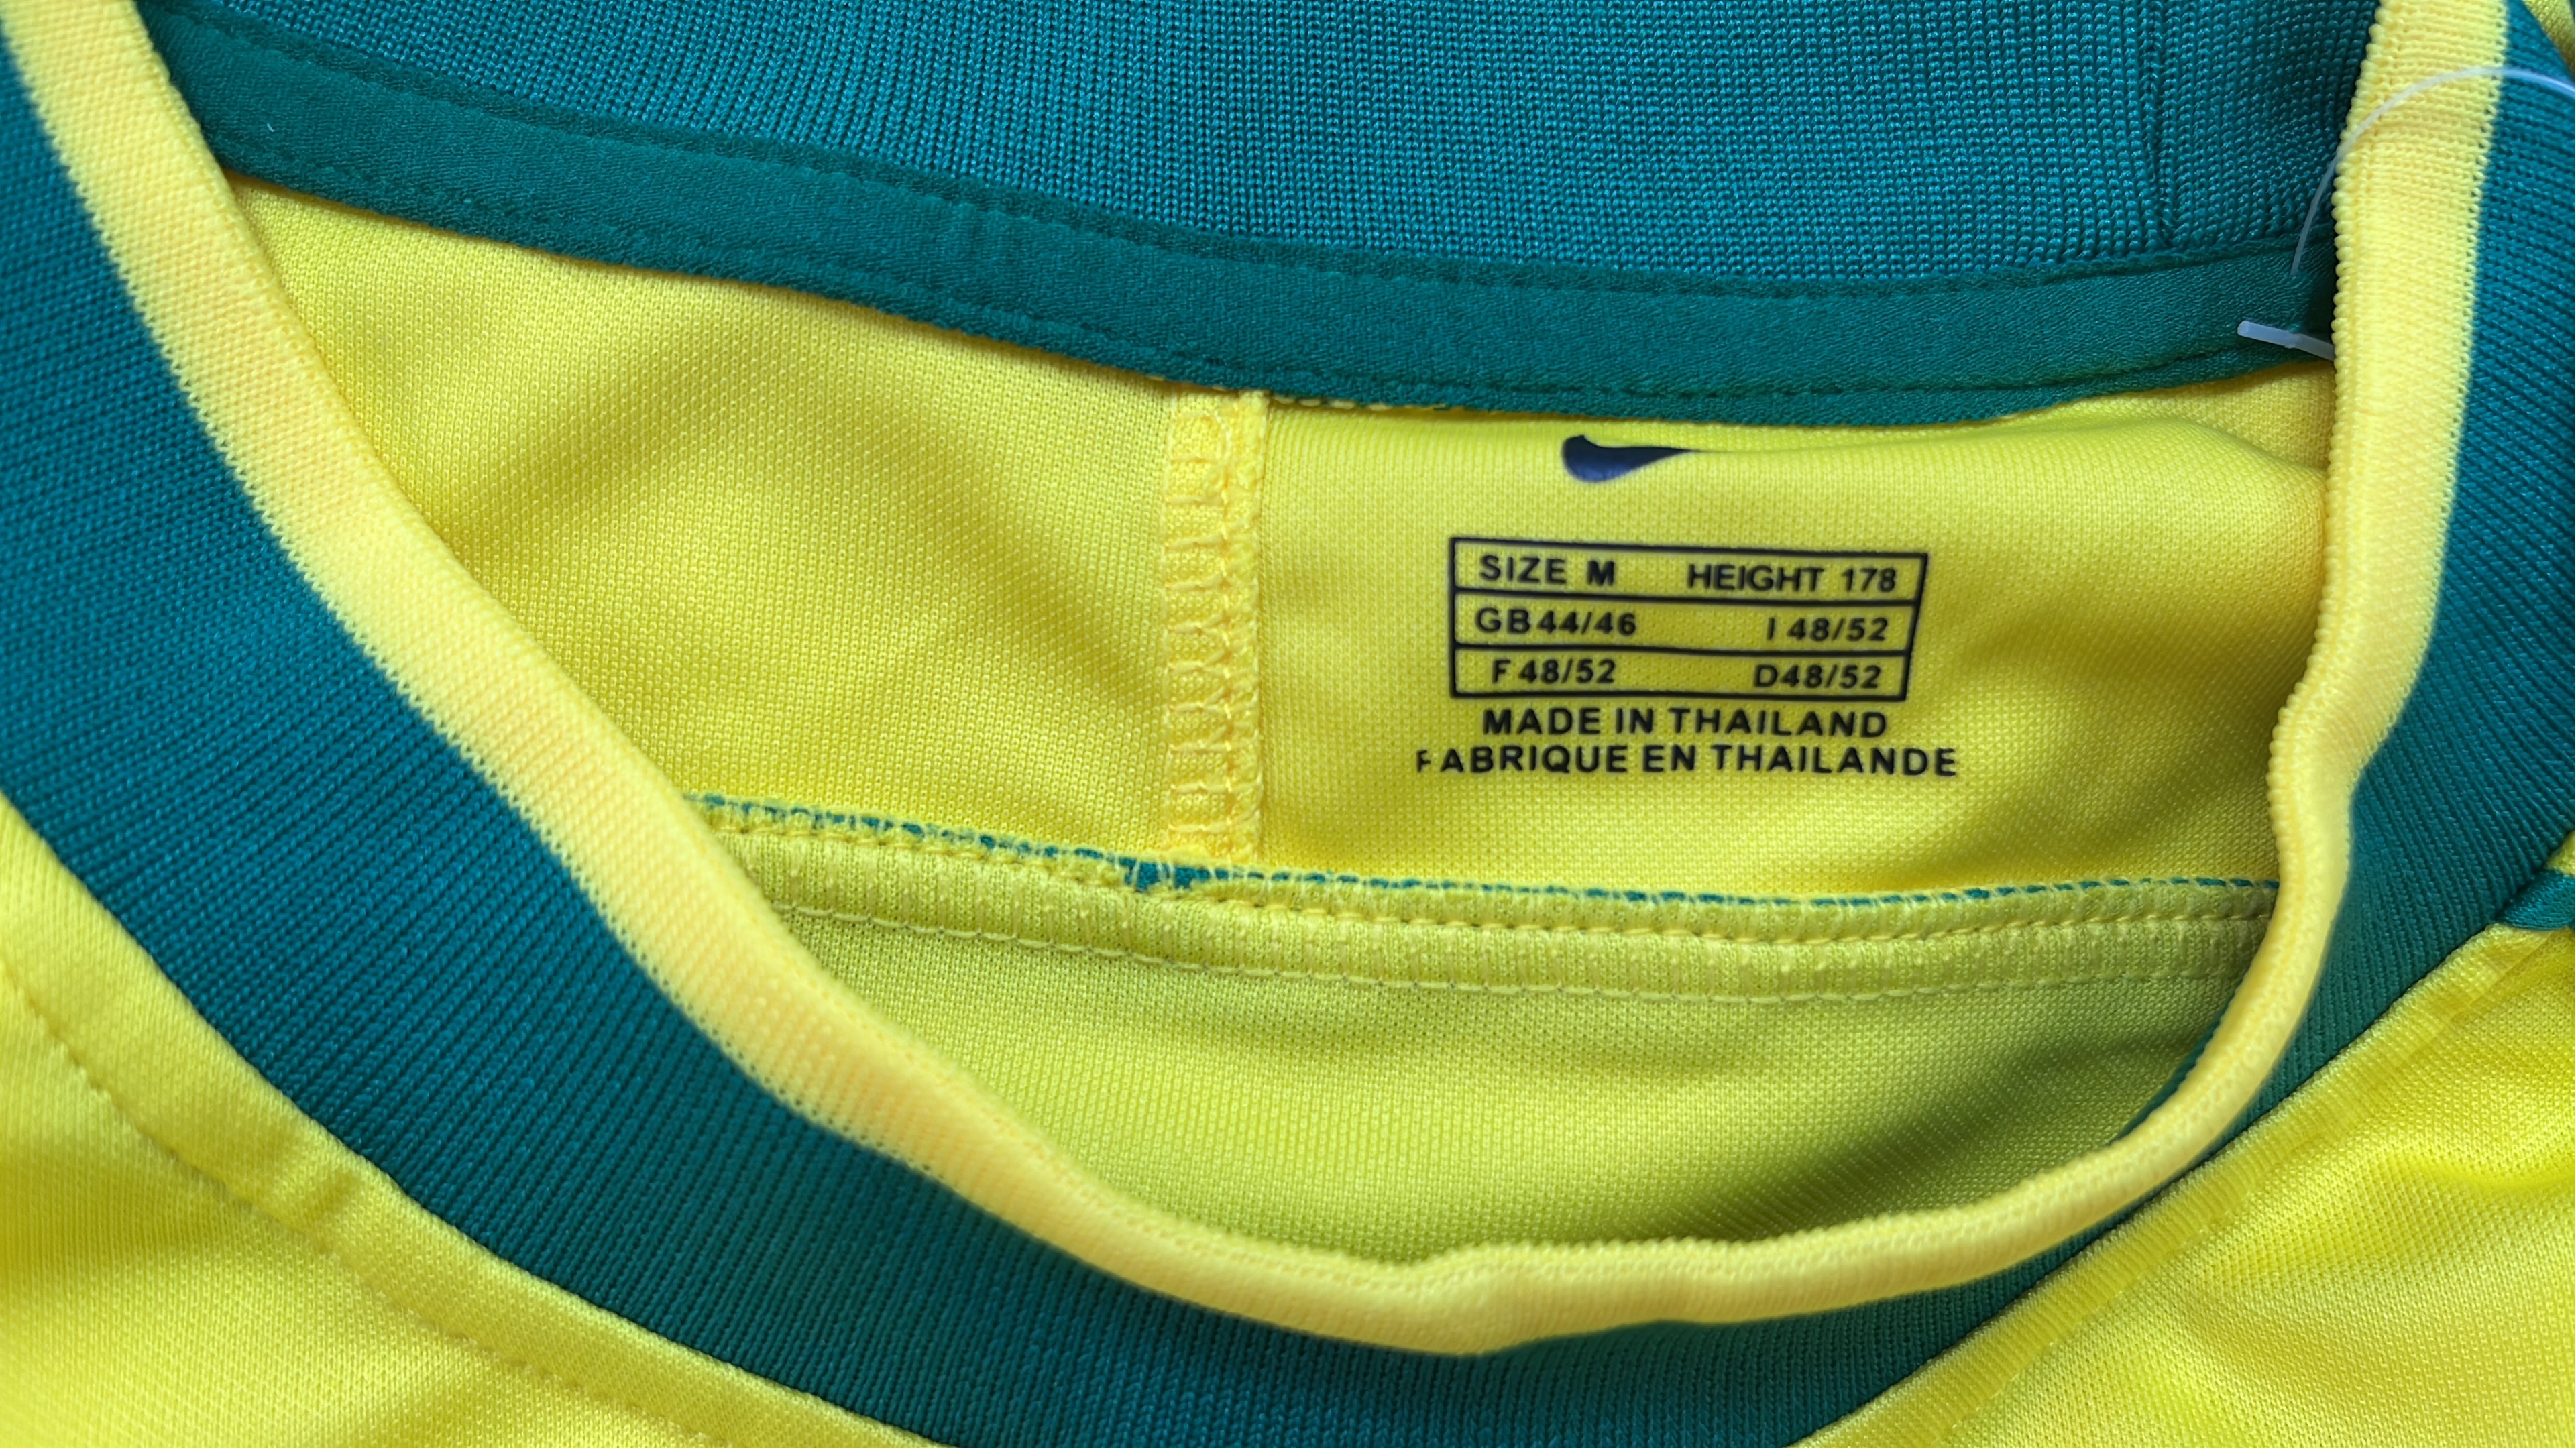 SIZE M HEIGHT 178
GB44/46 I 48/52
F 48/52 D48/52
MADE IN THAILAND
FABRIQUE EN THAILANDE